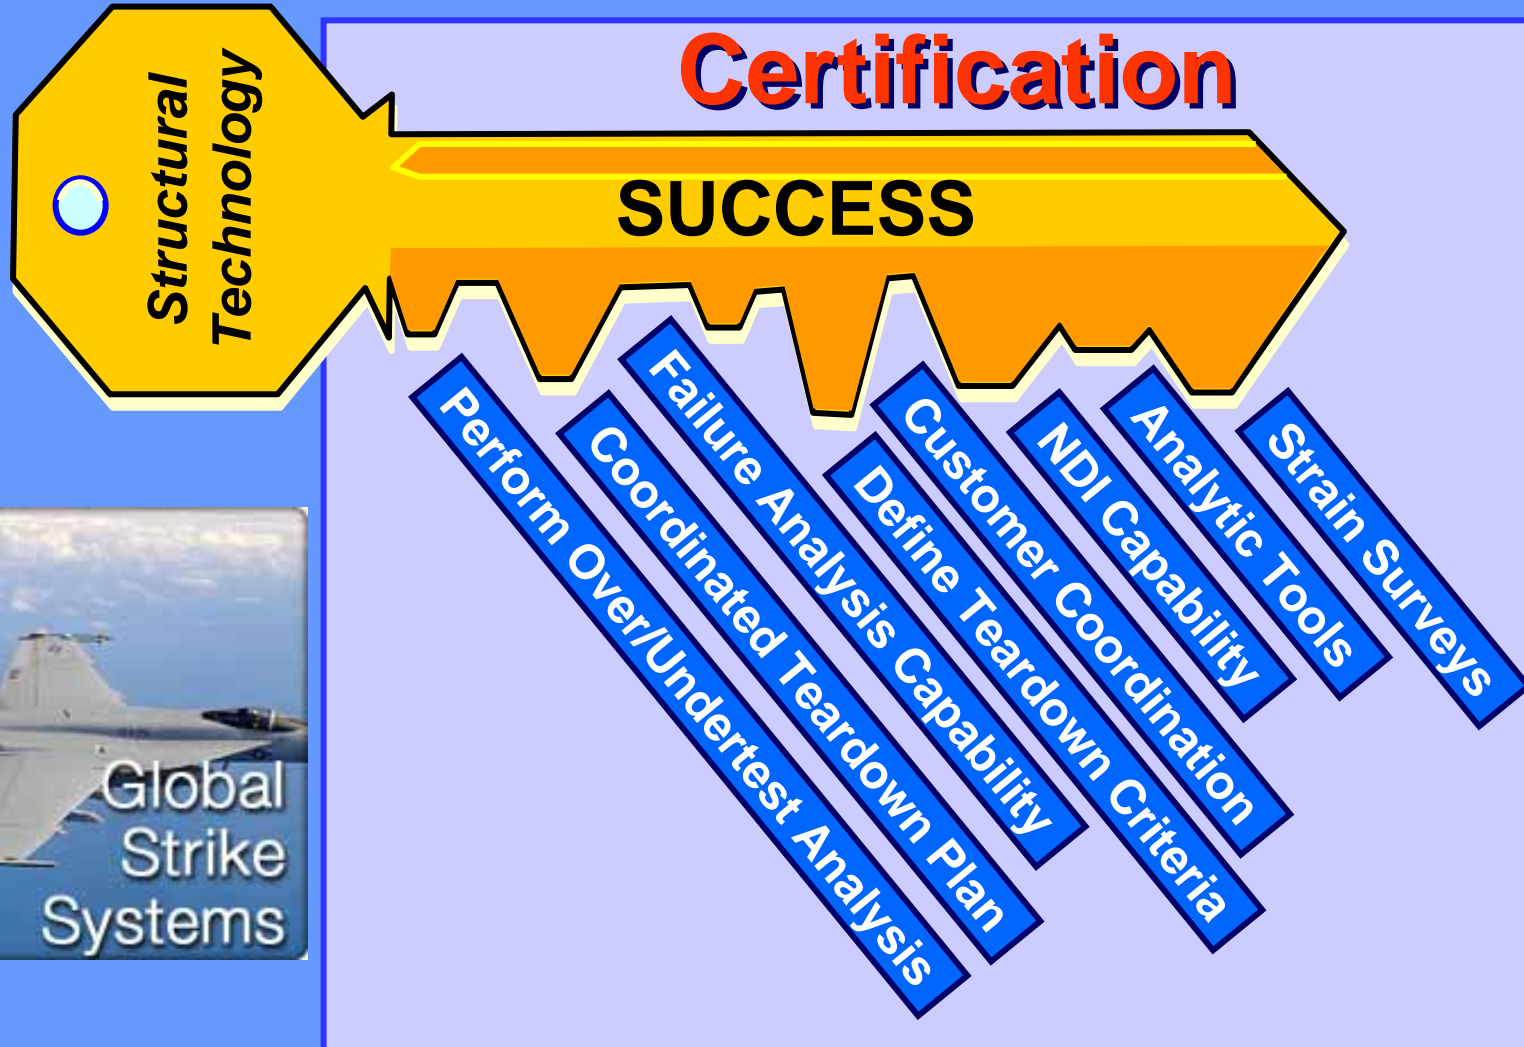 Certification
Structural
Technology
SUCCESS
Perform Over/Undertest Analysis
Coordinated Teardown Plan
Failure Analysis Capability
Define Teardown Criteria
Customer Coordination
NDI Capability
Analytic Tools
Strain Surveys
Global
Strike
Systems